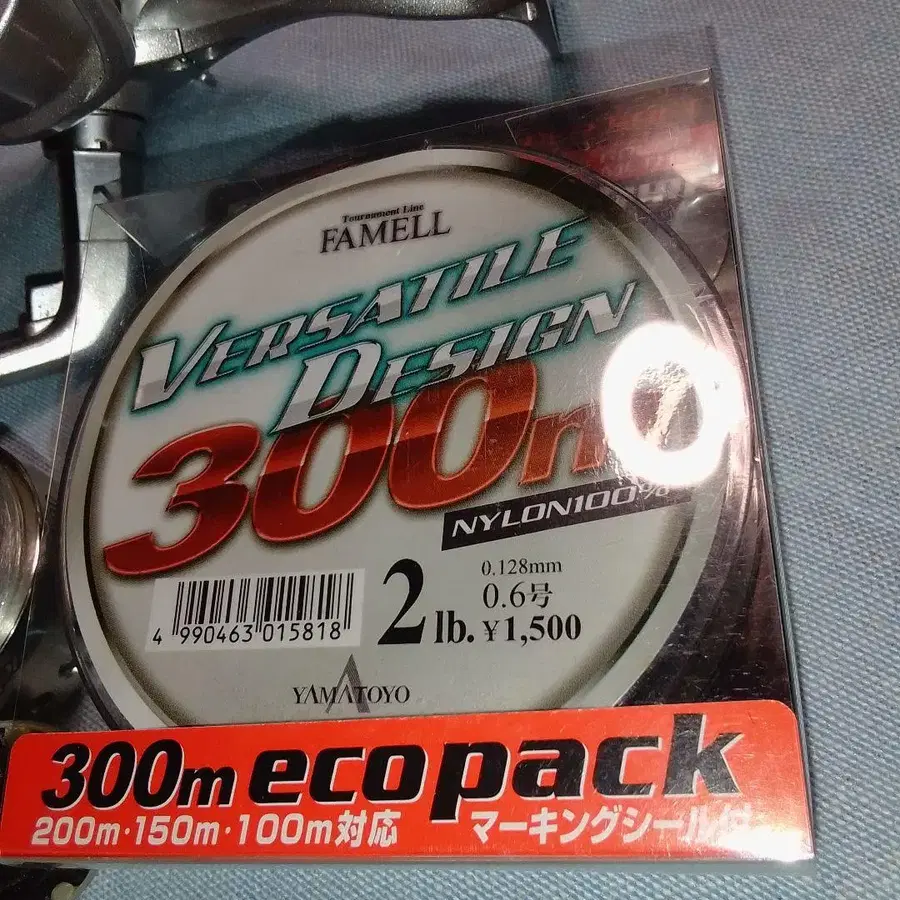 Tournament Line
FAMELL
VERSATILE
DESIGN
300m
NYLON100%
4 990463 015818
2 lb.
0.128mm
0.6号
¥1,500
YAMATOYO
300m ecopack
200m・150m・100m対応 マーキングシール付